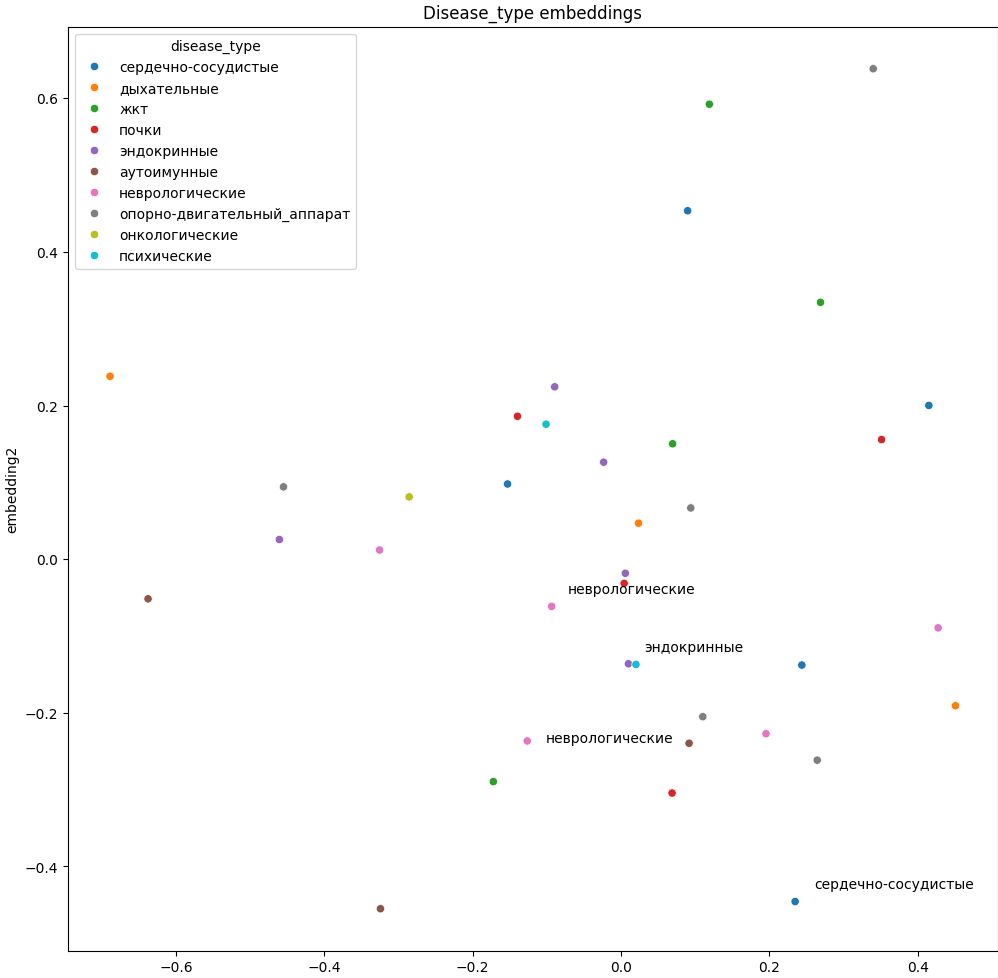 Disease_type embeddings
disease_type
сердечно-сосудистые
дыхательные
жкт
почки
эндокринные
аутоимунные
неврологические
опорно-двигательный_аппарат
онкологические
психические
0.6
0.4
0.2
0.0
−0.2
−0.4
embedding2
неврологические
эндокринные
неврологические
сердечно-сосудистые
−0.6
−0.4
−0.2
0.0
0.2
0.4